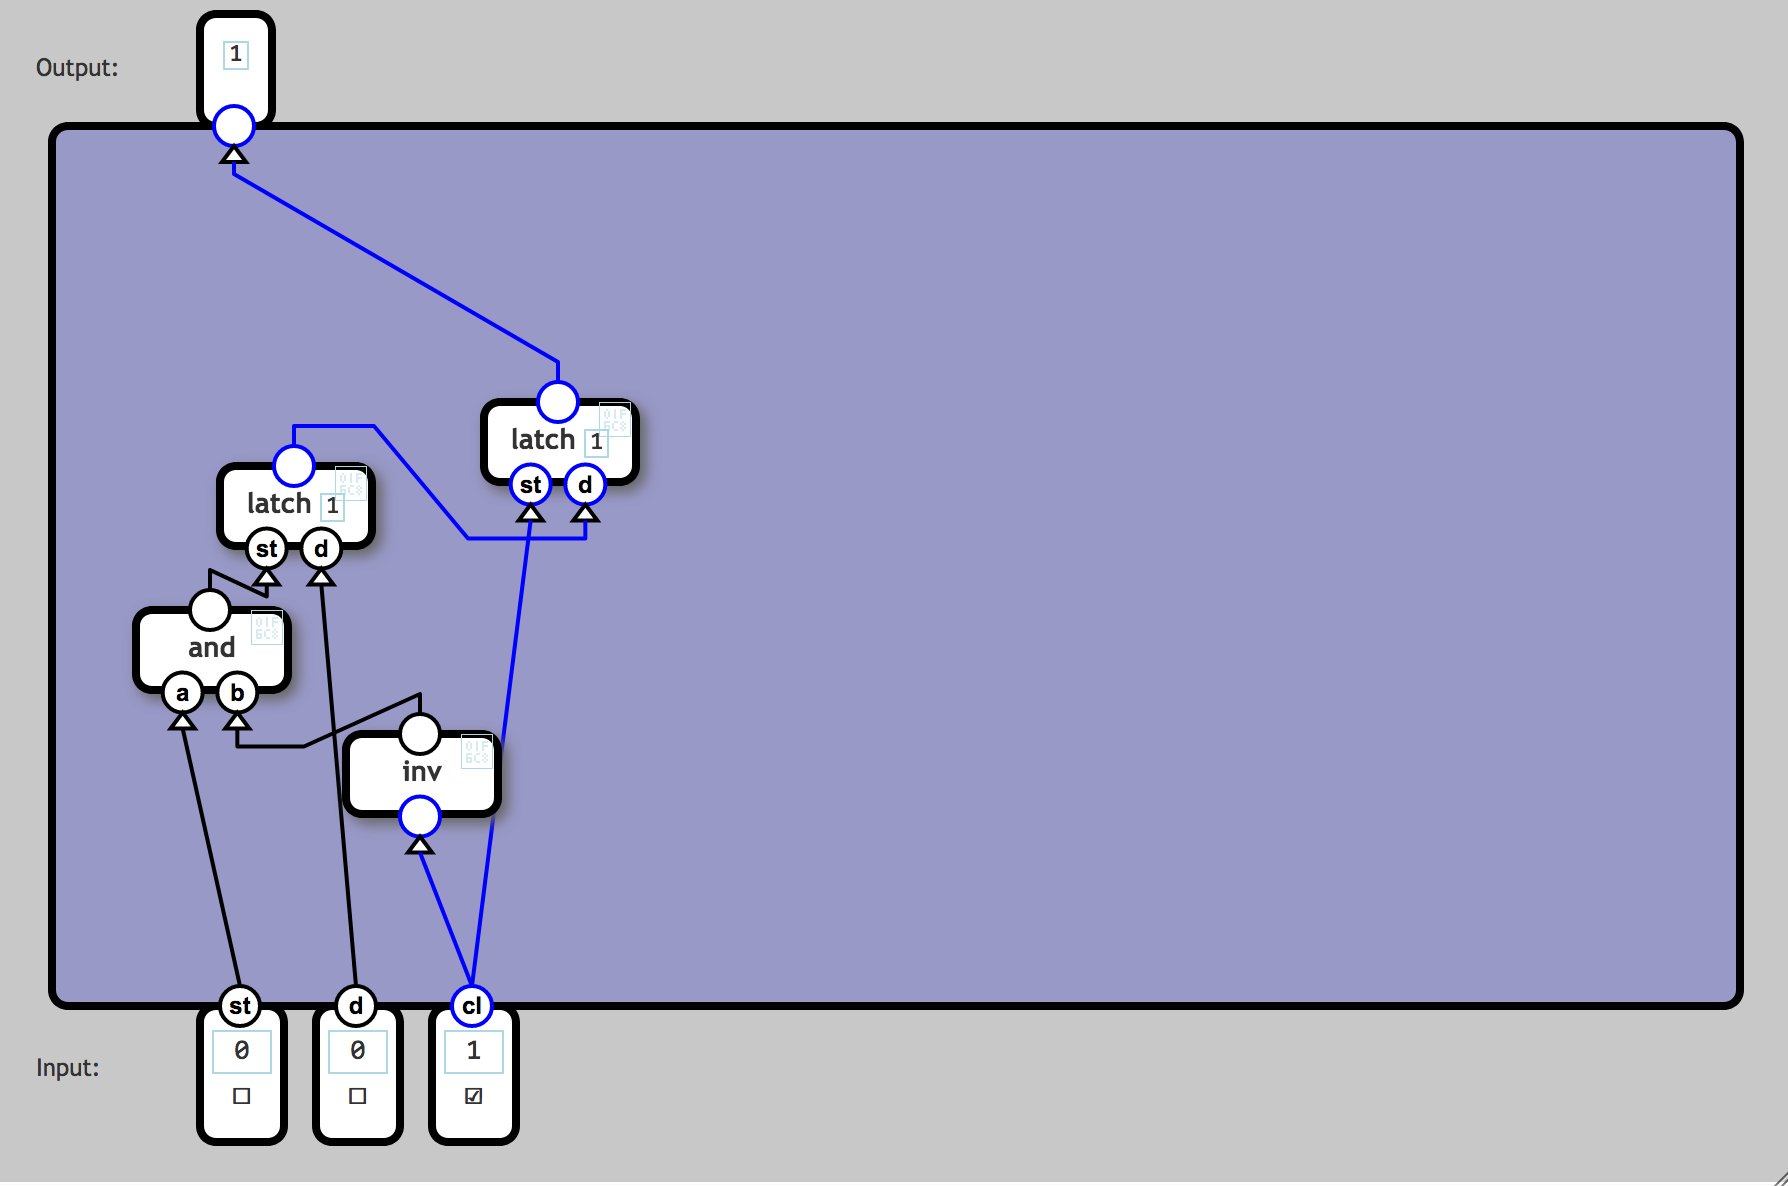 Output:
1
latch 1
st d
latch 1
st d
and
a b
inv
st d cl
Input:
0 0 1